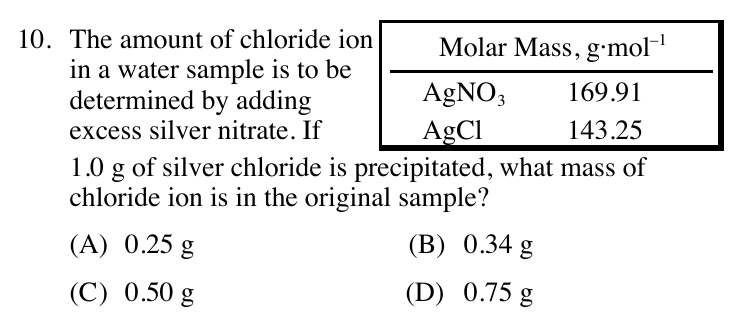 10. The amount of chloride ion
in a water sample is to be
determined by adding
excess silver nitrate. If
Molar Mass, g·mol⁻¹
AgNO₃ 169.91
AgCl 143.25
1.0 g of silver chloride is precipitated, what mass of
chloride ion is in the original sample?
(A) 0.25 g (B) 0.34 g
(C) 0.50 g (D) 0.75 g